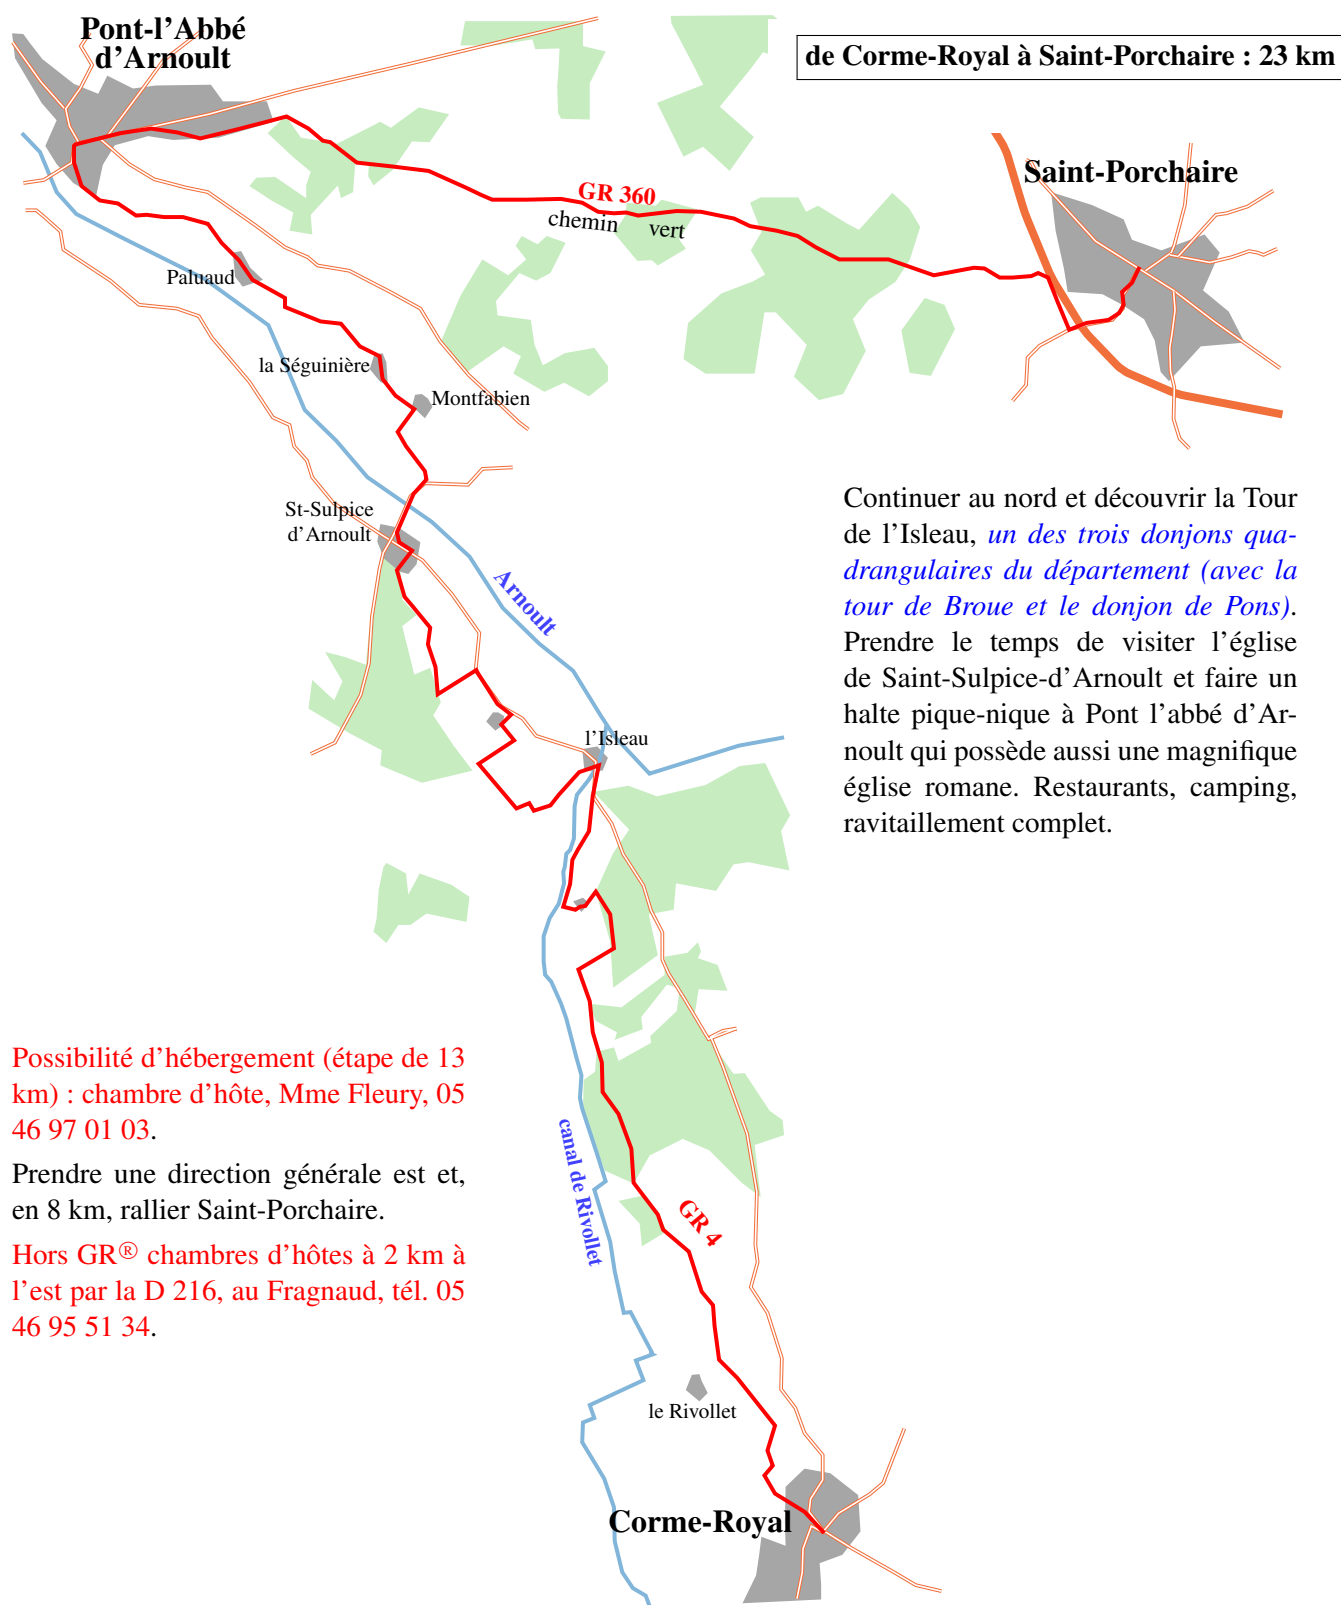 Pont-l'Abbé
d'Arnoult
de Corme-Royal à Saint-Porchaire : 23 km
Saint-Porchaire
GR 360
chemin vert
Paluaud
la Séguinière
Montfabien
St-Sulpice
d'Arnoult
Arnoult
l'Isleau
Continuer au nord et découvrir la Tour
de l'Isleau, un des trois donjons qua-
drangulaires du département (avec la
tour de Broue et le donjon de Pons).
Prendre le temps de visiter l'église
de Saint-Sulpice-d'Arnoult et faire un
halte pique-nique à Pont l'abbé d'Ar-
noult qui possède aussi une magnifique
église romane. Restaurants, camping,
ravitaillement complet.
Possibilité d'hébergement (étape de 13
km) : chambre d'hôte, Mme Fleury, 05
46 97 01 03.
Prendre une direction générale est et,
en 8 km, rallier Saint-Porchaire.
Hors GR® chambres d'hôtes à 2 km à
l'est par la D 216, au Fragnaud, tél. 05
46 95 51 34.
canal de Rivollet
GR 4
le Rivollet
Corme-Royal